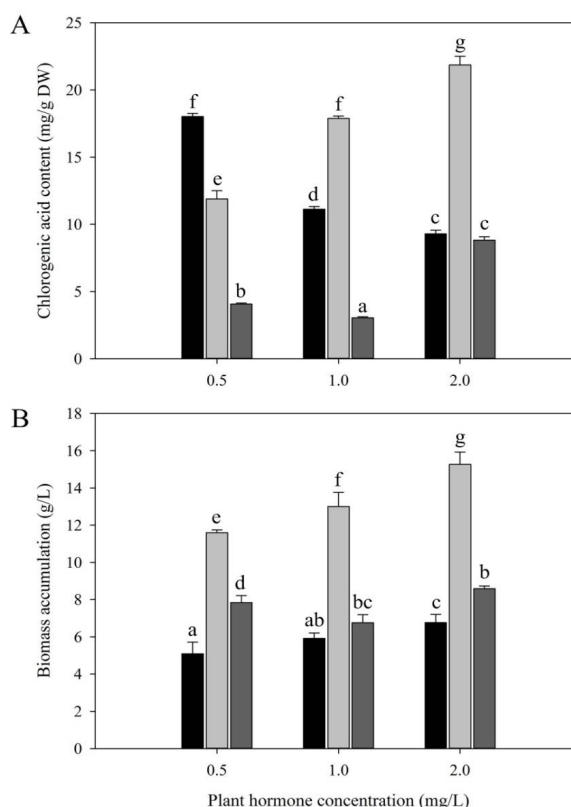 A
Chlorogenic acid content (mg/g DW)
25
20
15
10
5
0
f
e
b
d
f
a
c
g
c
0.5
1.0
2.0
B
Biomass accumulation (g/L)
18
16
14
12
10
8
6
4
2
0
a
e
d
ab
f
bc
c
g
b
0.5
1.0
2.0
Plant hormone concentration (mg/L)